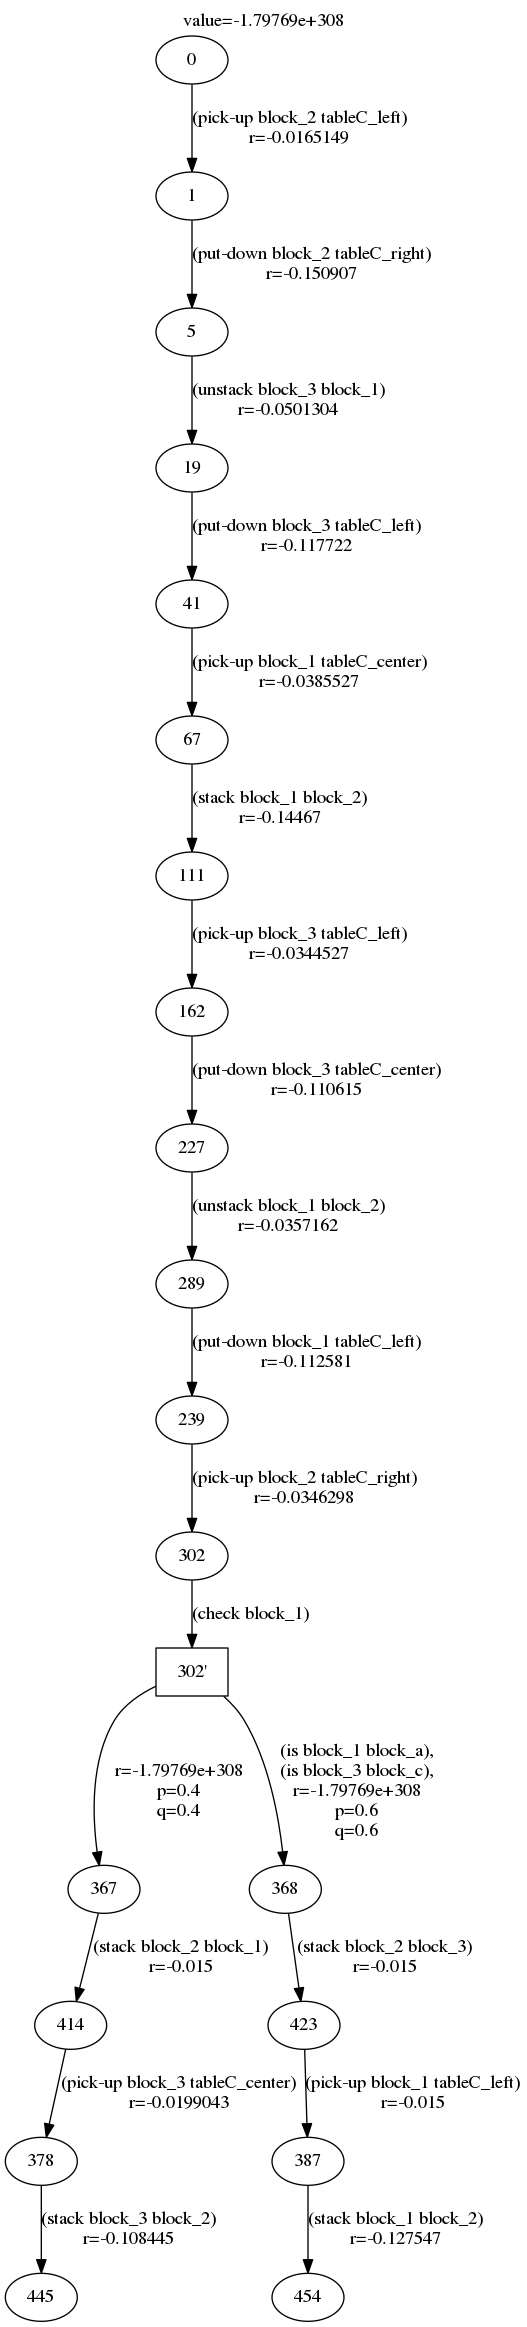 value=-1.79769e+308
0
(pick-up block_2 tableC_left)
r=-0.0165149
1
(put-down block_2 tableC_right)
r=-0.150907
5
(unstack block_3 block_1)
r=-0.0501304
19
(put-down block_3 tableC_left)
r=-0.117722
41
(pick-up block_1 tableC_center)
r=-0.0385527
67
(stack block_1 block_2)
r=-0.14467
111
(pick-up block_3 tableC_left)
r=-0.0344527
162
(put-down block_3 tableC_center)
r=-0.110615
227
(unstack block_1 block_2)
r=-0.0357162
289
(put-down block_1 tableC_left)
r=-0.112581
239
(pick-up block_2 tableC_right)
r=-0.0346298
302
(check block_1)
302'
r=-1.79769e+308
p=0.4
q=0.4
(is block_1 block_a),
(is block_3 block_c),
r=-1.79769e+308
p=0.6
q=0.6
367
368
(stack block_2 block_1)
r=-0.015
(stack block_2 block_3)
r=-0.015
414
423
(pick-up block_3 tableC_center)
r=-0.0199043
(pick-up block_1 tableC_left)
r=-0.015
378
387
(stack block_3 block_2)
r=-0.108445
(stack block_1 block_2)
r=-0.127547
445
454